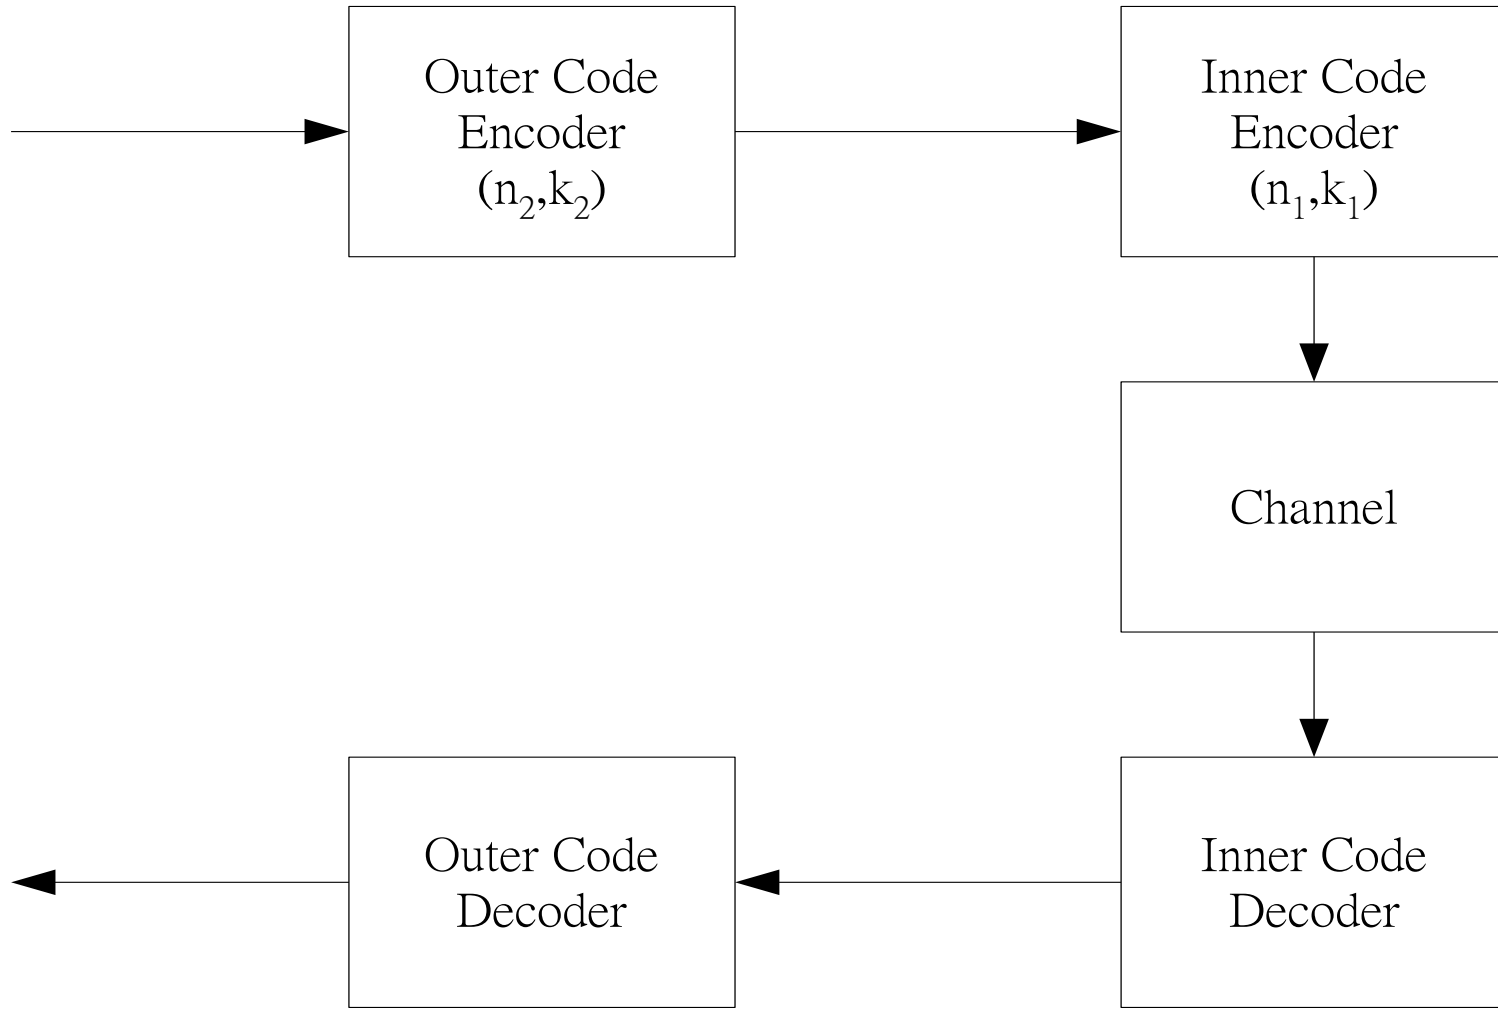 Outer Code
Encoder
(n₂,k₂)
Inner Code
Encoder
(n₁,k₁)
Channel
Outer Code
Decoder
Inner Code
Decoder